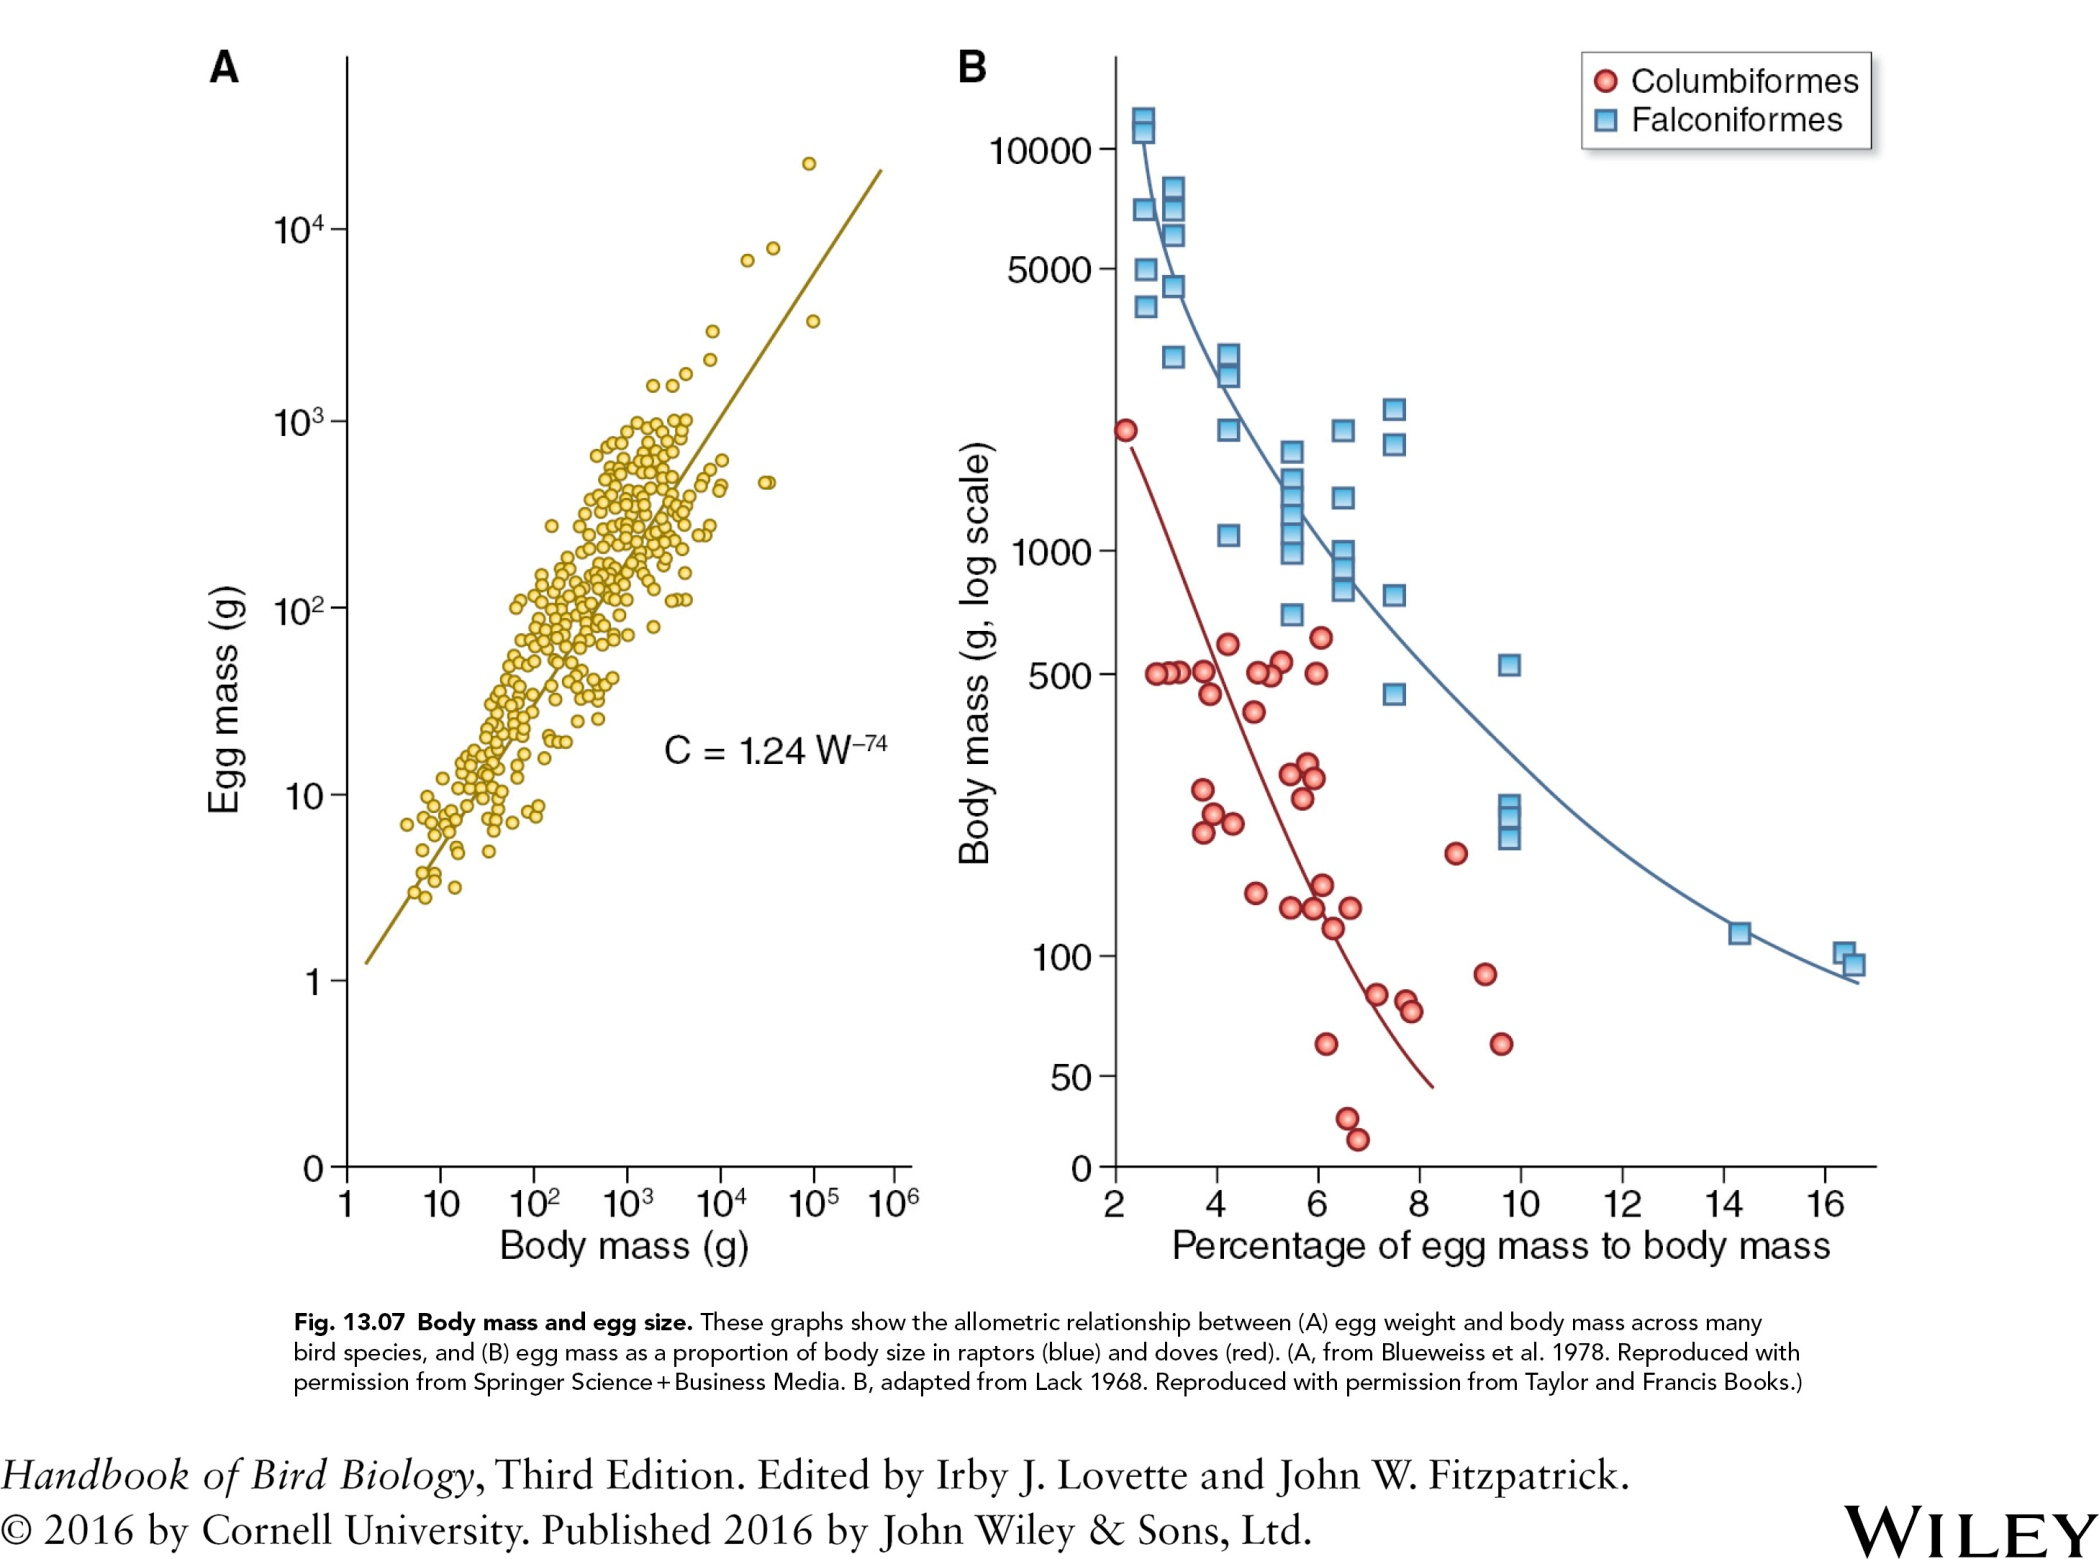 A
10⁴
10³
10²
10
1
0
1 10 10² 10³ 10⁴ 10⁵ 10⁶
Egg mass (g)
Body mass (g)
C = 1.24 W⁻⁷⁴
B
Columbiformes
Falconiformes
10000
5000
1000
500
100
50
0
2 4 6 8 10 12 14 16
Body mass (g, log scale)
Percentage of egg mass to body mass
Fig. 13.07 Body mass and egg size. These graphs show the allometric relationship between (A) egg weight and body mass across many
bird species, and (B) egg mass as a proportion of body size in raptors (blue) and doves (red). (A, from Blueweiss et al. 1978. Reproduced with
permission from Springer Science+Business Media. B, adapted from Lack 1968. Reproduced with permission from Taylor and Francis Books.)
Handbook of Bird Biology, Third Edition. Edited by Irby J. Lovette and John W. Fitzpatrick.
© 2016 by Cornell University. Published 2016 by John Wiley & Sons, Ltd.
WILEY